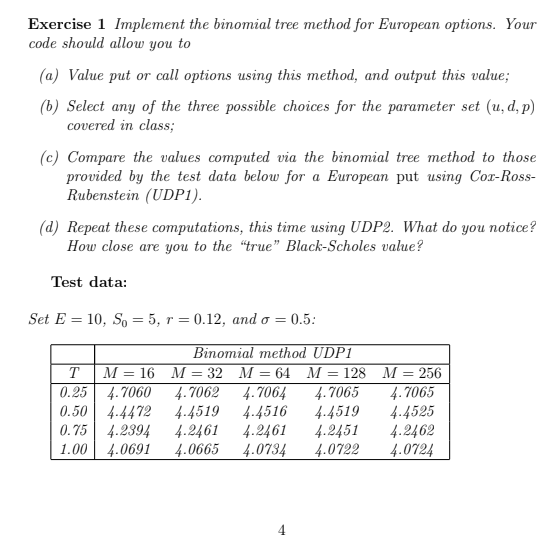 Exercise 1 Implement the binomial tree method for European options. Your
code should allow you to
(a) Value put or call options using this method, and output this value;
(b) Select any of the three possible choices for the parameter set (u, d, p)
covered in class;
(c) Compare the values computed via the binomial tree method to those
provided by the test data below for a European put using Cox-Ross-
Rubenstein (UDP1).
(d) Repeat these computations, this time using UDP2. What do you notice?
How close are you to the “true” Black-Scholes value?
Test data:
Set E = 10, S₀ = 5, r = 0.12, and σ = 0.5:
Binomial method UDP1
T M = 16 M = 32 M = 64 M = 128 M = 256
0.25 4.7060 4.7062 4.7064 4.7065 4.7065
0.50 4.4472 4.4519 4.4516 4.4519 4.4525
0.75 4.2394 4.2461 4.2461 4.2451 4.2462
1.00 4.0691 4.0665 4.0734 4.0722 4.0724
4